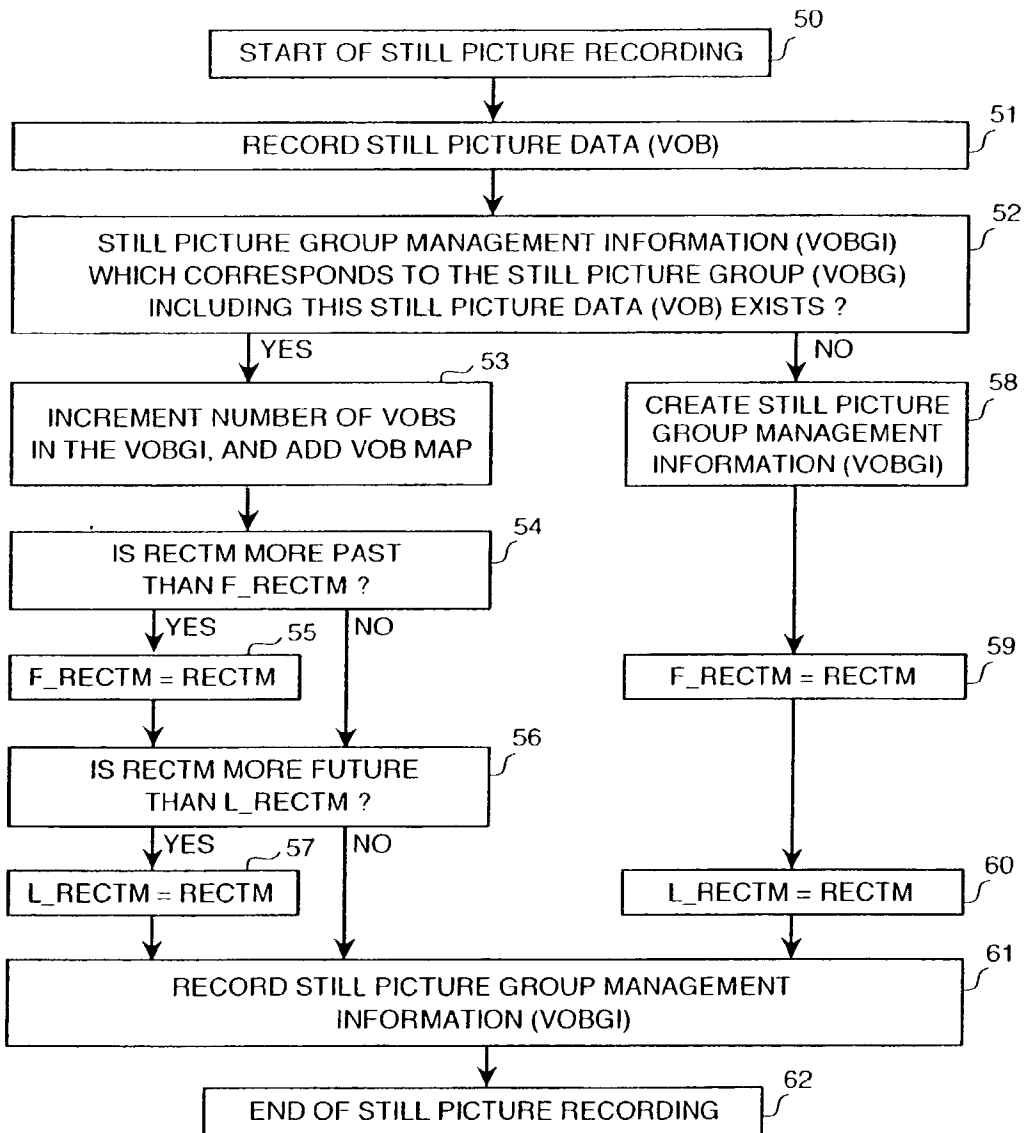 50
START OF STILL PICTURE RECORDING
51
RECORD STILL PICTURE DATA (VOB)
52
STILL PICTURE GROUP MANAGEMENT INFORMATION (VOBGI)
WHICH CORRESPONDS TO THE STILL PICTURE GROUP (VOBG)
INCLUDING THIS STILL PICTURE DATA (VOB) EXISTS ?
YES
NO
53
INCREMENT NUMBER OF VOBS
IN THE VOBGI, AND ADD VOB MAP
58
CREATE STILL PICTURE
GROUP MANAGEMENT
INFORMATION (VOBGI)
54
IS RECTM MORE PAST
THAN F_RECTM ?
YES
NO
55
F_RECTM = RECTM
59
F_RECTM = RECTM
56
IS RECTM MORE FUTURE
THAN L_RECTM ?
YES
NO
57
L_RECTM = RECTM
60
L_RECTM = RECTM
61
RECORD STILL PICTURE GROUP MANAGEMENT
INFORMATION (VOBGI)
62
END OF STILL PICTURE RECORDING